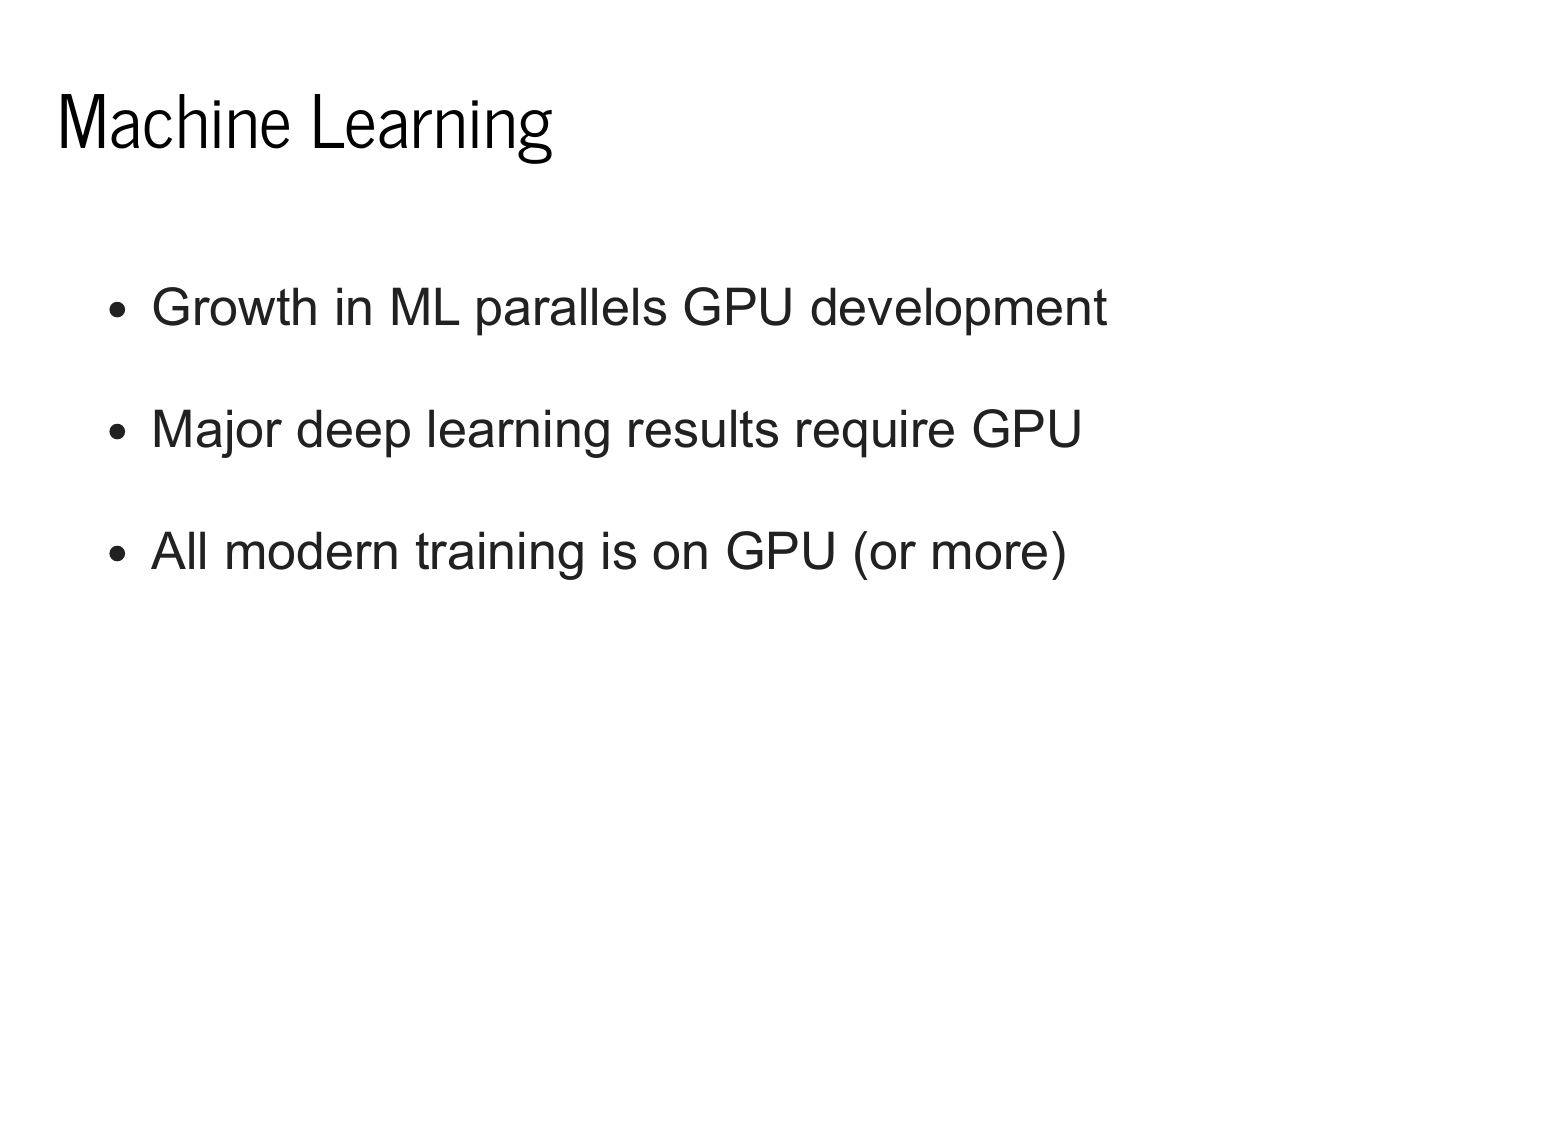 Machine Learning
• Growth in ML parallels GPU development
• Major deep learning results require GPU
• All modern training is on GPU (or more)